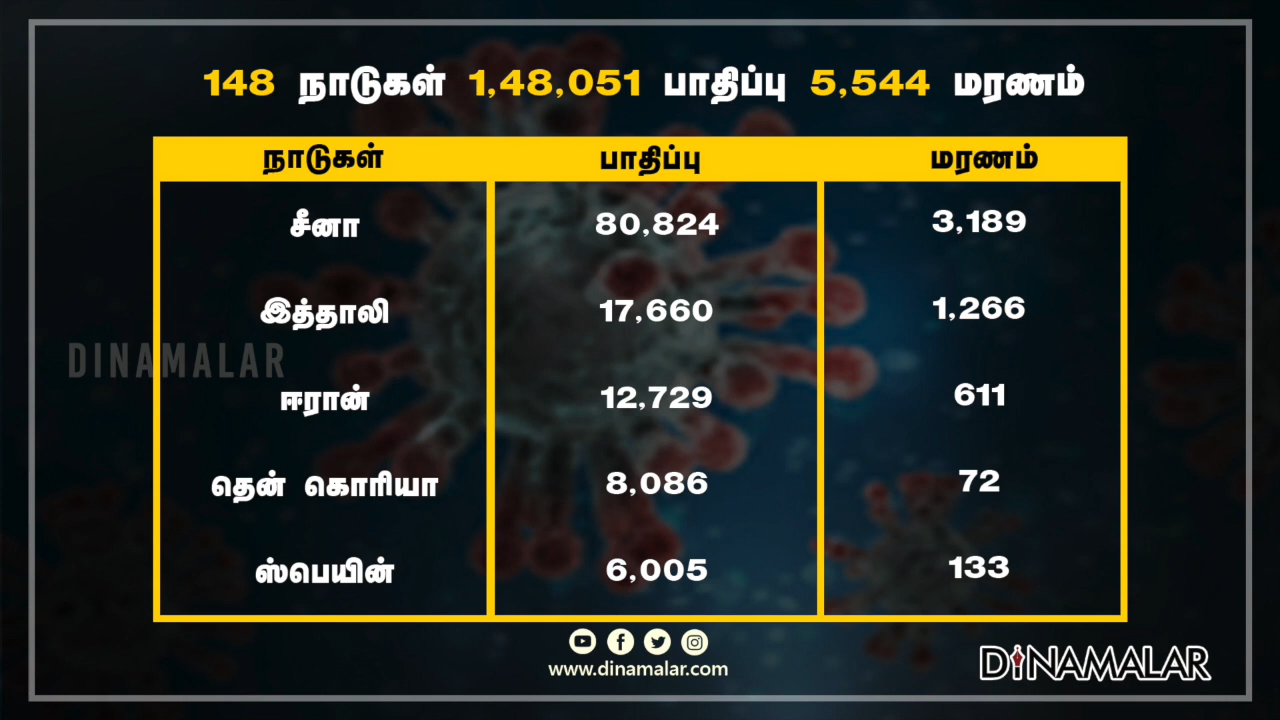 148 நாடுகள் 1,48,051 பாதிப்பு 5,544 மரணம்
நாடுகள் பாதிப்பு மரணம்
சீனா 80,824 3,189
இத்தாலி 17,660 1,266
DINAMALAR
ஈரான் 12,729 611
தென் கொரியா 8,086 72
ஸ்பெயின் 6,005 133
www.dinamalar.com
DINAMALAR